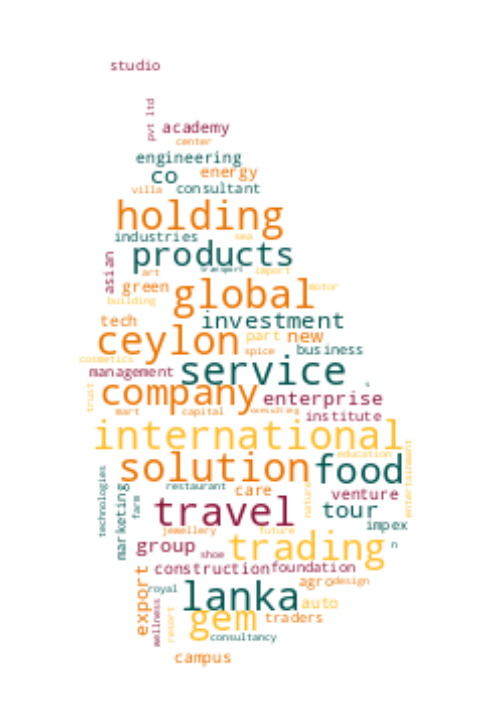 studio
pvt ltd
academy
center
engineering
co energy
villa consultant
holding
industries sea
products
asian
art transport import
green global motor
building
tech investment
ceylon part new
cosmetics spice business
management service
trust company enterprise
mart capital consulting institute
international
education
entertainment
solution food
technologies
restaurant care nature venture
marketing farm travel tour
impex
jewellery future
group shoe trading n
construction foundation
agro design
export royal lanka auto
wellness resort gem traders
consultancy
campus